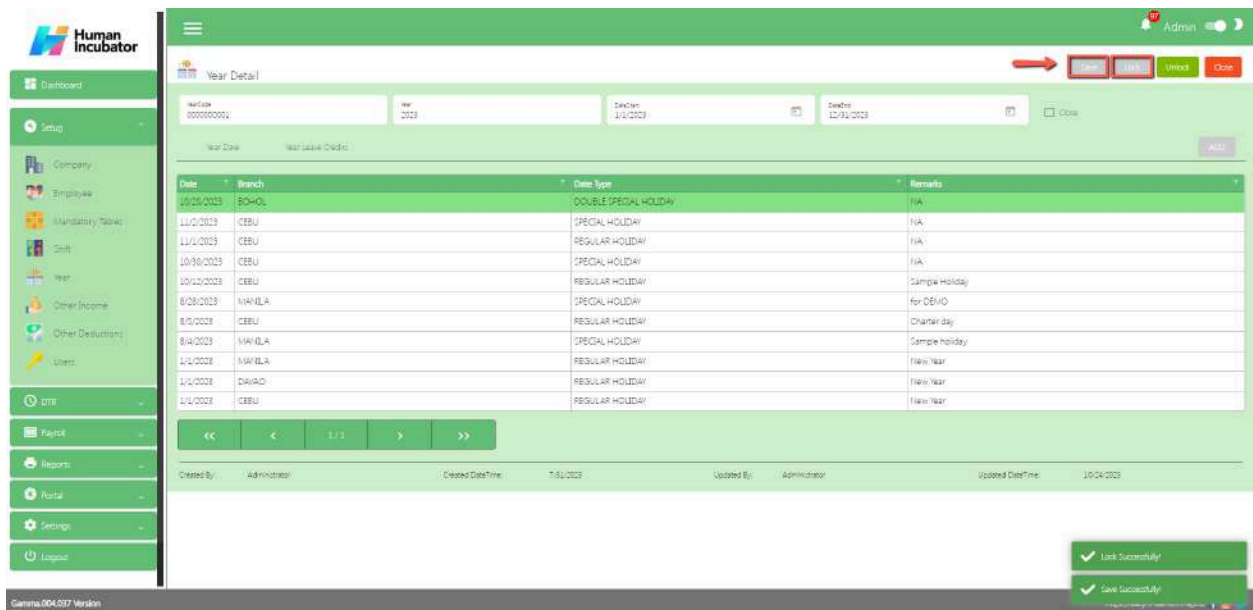 Human
Incubator
97
Admin
Dashboard
Year Detail
Save
Lock
Unlock
Close
YearCode
0000000001
Year
2023
DateStart
1/1/2023
DateEnd
12/31/2023
Close
Setup
Year Date
Year Leave Credits
ADD
Company
Employee
Mandatory Tables
Shift
Year
Other Income
Other Deductions
Users
Date Branch Date Type Remarks
10/20/2023 BOHOL DOUBLE SPECIAL HOLIDAY NA
11/2/2023 CEBU SPECIAL HOLIDAY NA
11/1/2023 CEBU REGULAR HOLIDAY NA
10/30/2023 CEBU SPECIAL HOLIDAY NA
10/12/2023 CEBU REGULAR HOLIDAY Sample Holiday
8/28/2023 MANILA SPECIAL HOLIDAY for DEMO
8/5/2023 CEBU REGULAR HOLIDAY Charter day
8/4/2023 MANILA SPECIAL HOLIDAY Sample holiday
1/1/2023 MANILA REGULAR HOLIDAY New Year
1/1/2023 DAVAO REGULAR HOLIDAY New Year
1/1/2023 CEBU REGULAR HOLIDAY New Year
DTR
Payroll
Reports
Portal
Settings
Logout
<< < 1 / 1 > >>
Created By: Administrator Created DateTime: 7/31/2023 Updated By: Administrator Updated DateTime: 10/24/2023
Lock Successfully!
Save Successfully!
Gamma.004.037 Version